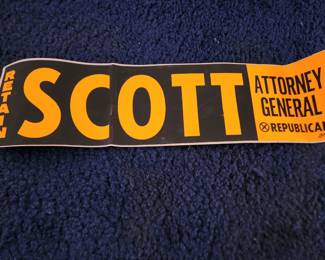 RETAIN
SCOTT
ATTORNEY
GENERAL
REPUBLICAN